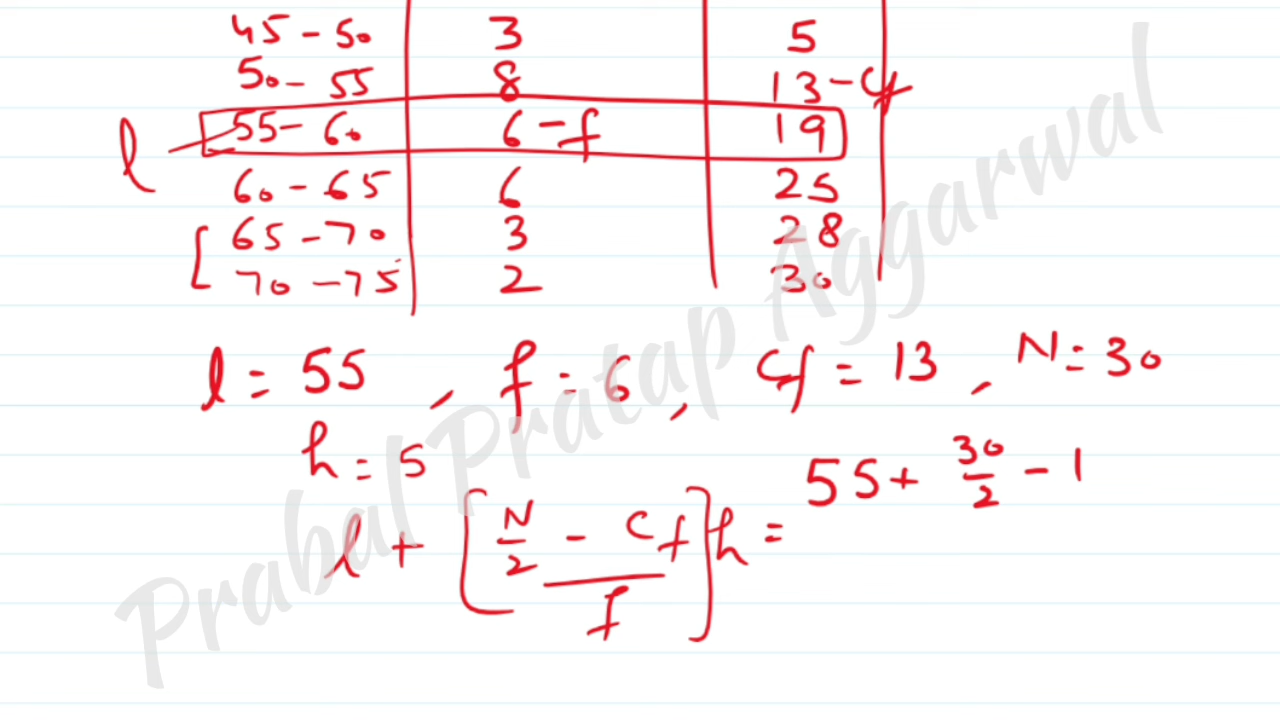 45-50 3 5
50-55 8 13-cf
l 55-60 6-f 19
60-65 6 25
65-70 3 28
70-75 2 30
l = 55, f = 6, cf = 13, N = 30
h = 5
l + [N/2 - cf/f]h = 55 + 30/2 - 1
Prabal Pratap Aggarwal